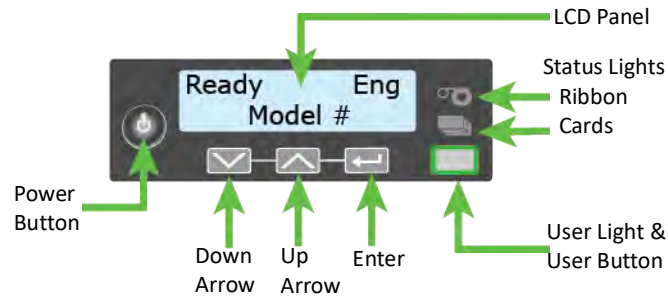 LCD Panel
Ready Eng
Model #
Status Lights
Ribbon
Cards
Power
Button
Down
Arrow
Up
Arrow
Enter
User Light &
User Button